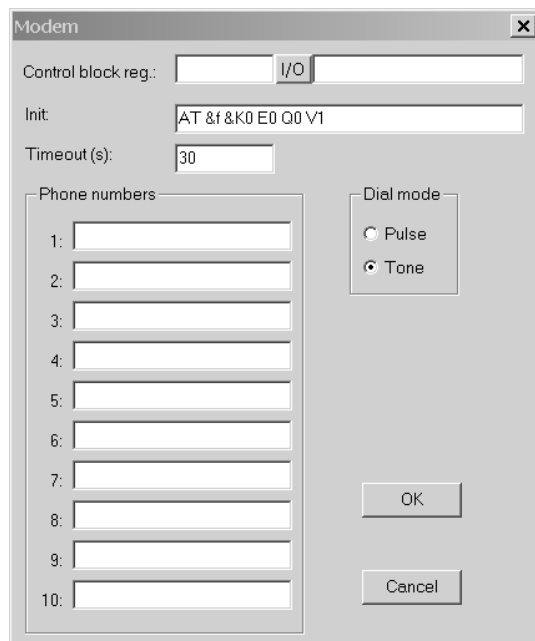 Modem
Control block reg.: I/O
Init: AT &f &K0 E0 Q0 V1
Timeout (s): 30
Phone numbers
1:
2:
3:
4:
5:
6:
7:
8:
9:
10:
Dial mode
Pulse
Tone
OK
Cancel